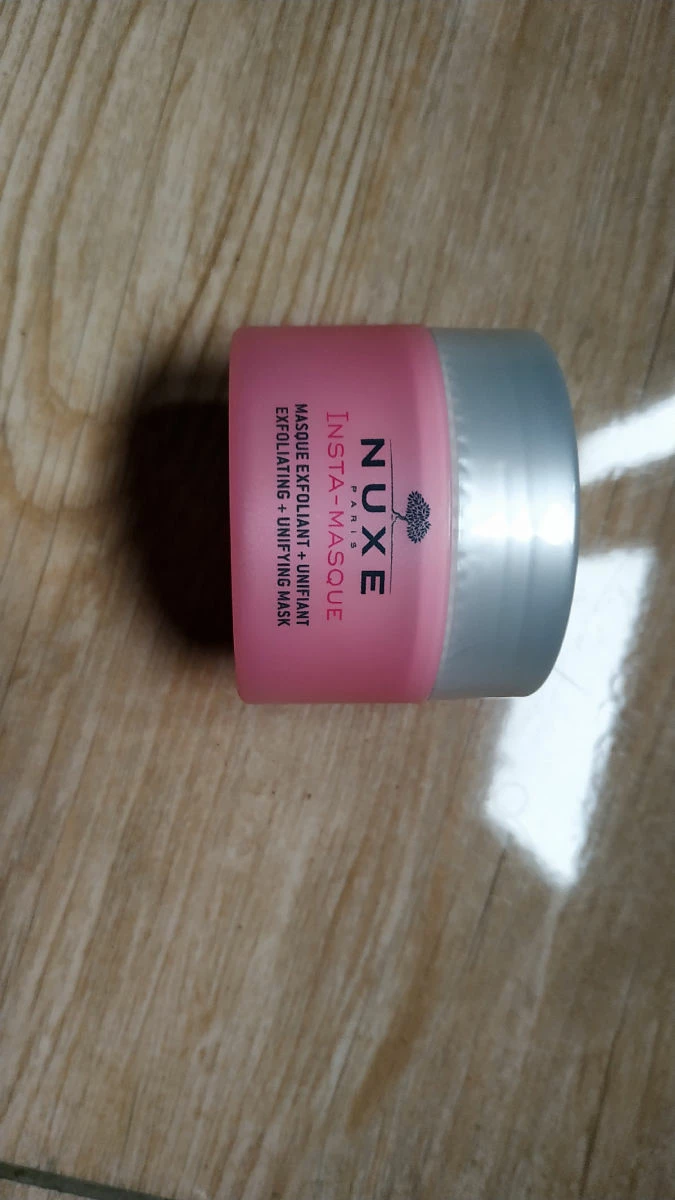 NUXE
PARIS
INSTA-MASQUE
MASQUE EXFOLIANT + UNIFIANT
EXFOLIATING + UNIFYING MASK